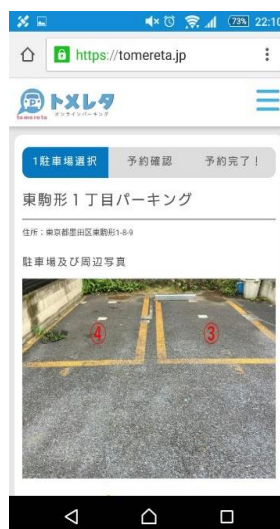 73% 22:10
https://tomereta.jp
P トメレタ
tomereta オンラインパーキング
1駐車場選択 予約確認 予約完了!
東駒形1丁目パーキング
住所:東京都墨田区東駒形1-8-9
駐車場及び周辺写真
④ ③